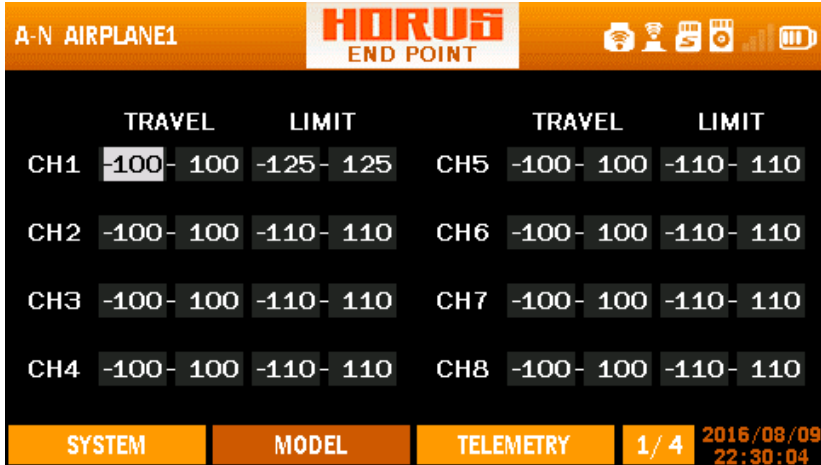 A-N AIRPLANE1
HORUS
END POINT
TRAVEL LIMIT TRAVEL LIMIT
CH1 -100- 100 -125- 125 CH5 -100- 100 -110- 110
CH2 -100- 100 -110- 110 CH6 -100- 100 -110- 110
CH3 -100- 100 -110- 110 CH7 -100- 100 -110- 110
CH4 -100- 100 -110- 110 CH8 -100- 100 -110- 110
SYSTEM MODEL TELEMETRY 1/4 2016/08/09
22:30:04